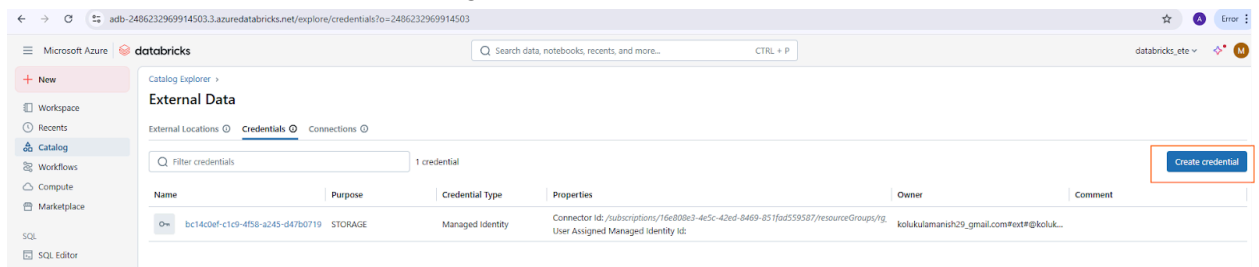 adb-2486232969914503.3.azuredatabricks.net/explore/credentials?o=2486232969914503
A
Error
Microsoft Azure
databricks
Search data, notebooks, recents, and more...
CTRL + P
databricks_ete
M
New
Catalog Explorer >
External Data
Workspace
Recents
External Locations
Credentials
Connections
Catalog
Filter credentials
1 credential
Create credential
Workflows
Compute
Name
Purpose
Credential Type
Properties
Owner
Comment
Marketplace
bc14c0ef-c1c9-4f58-a245-d47b0719
STORAGE
Managed Identity
Connector Id: /subscriptions/16e808e3-4e5c-42ed-8469-851fad559587/resourceGroups/rg_
User Assigned Managed Identity Id:
kolukulamanish29_gmail.com#ext#@koluk...
SQL
SQL Editor